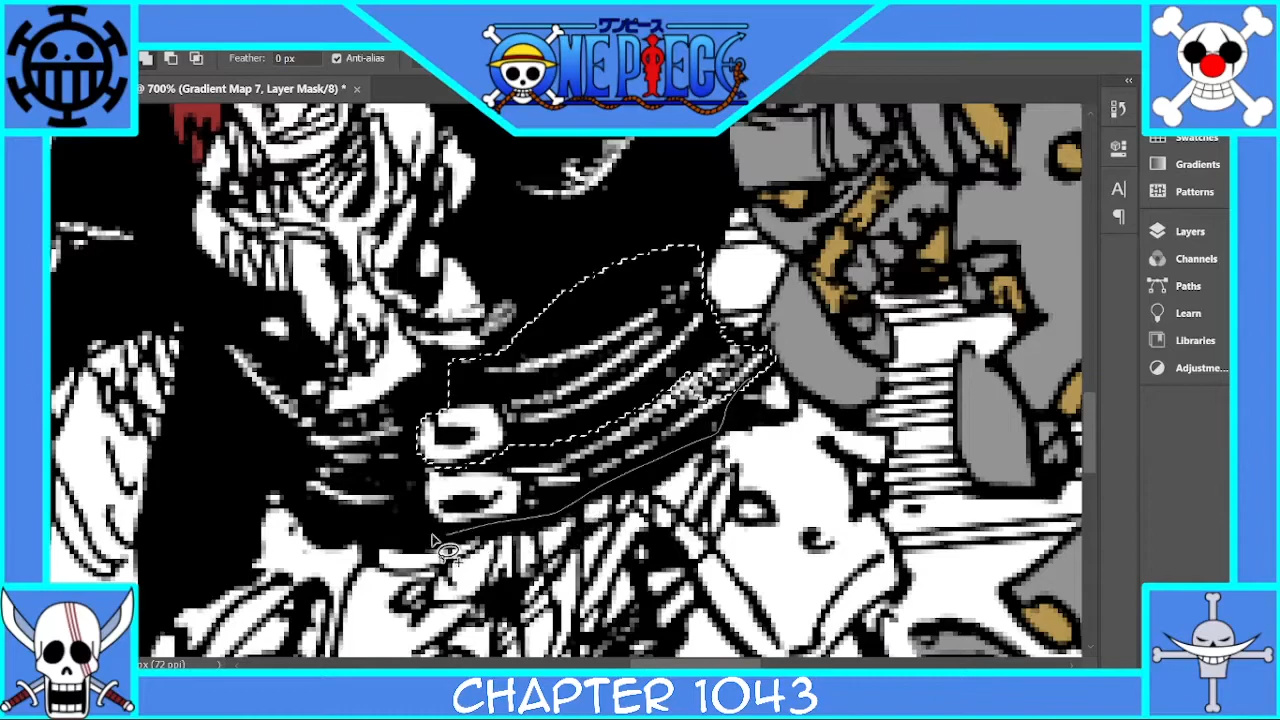 ワンピース
ONE PIECE
Feather: 0 px
Anti-alias
@ 700% (Gradient Map 7, Layer Mask/8) * ×
Swatches
Gradients
Patterns
Layers
Channels
Paths
Learn
Libraries
Adjustme...
px (72 ppi)
CHAPTER 1043